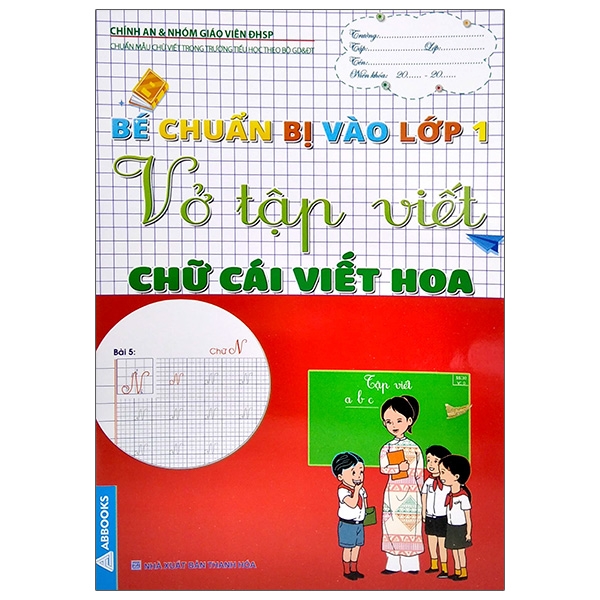 CHÍNH AN & NHÓM GIÁO VIÊN ĐHSP
CHUẨN MẪU CHỮ VIẾT TRONG TRƯỜNG TIỂU HỌC THEO BỘ GD&ĐT
Trường:
Lớp:
Tên:
Niên khóa: 20...... - 20......
BÉ CHUẨN BỊ VÀO LỚP 1
Vở tập viết
CHỮ CÁI VIẾT HOA
Bài 5: Chữ N
N N N N N
N N N N
N N N N
Tập viết
a b c
ABBOOKS
NHÀ XUẤT BẢN THANH HÓA